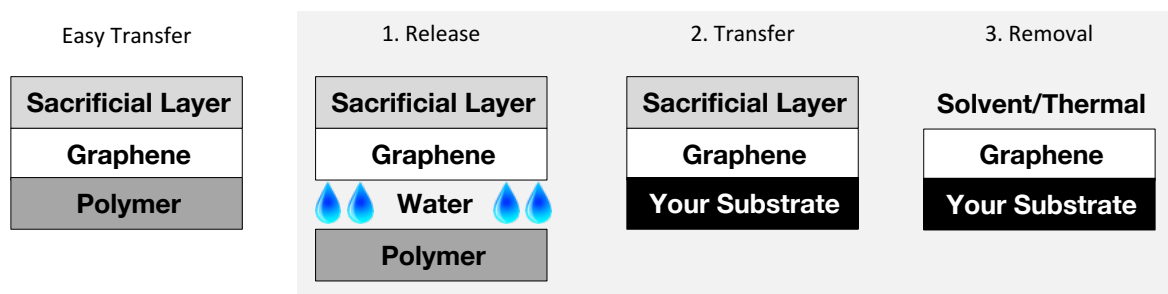 Easy Transfer
Sacrificial Layer
Graphene
Polymer
1. Release
Sacrificial Layer
Graphene
Water
Polymer
2. Transfer
Sacrificial Layer
Graphene
Your Substrate
3. Removal
Solvent/Thermal
Graphene
Your Substrate